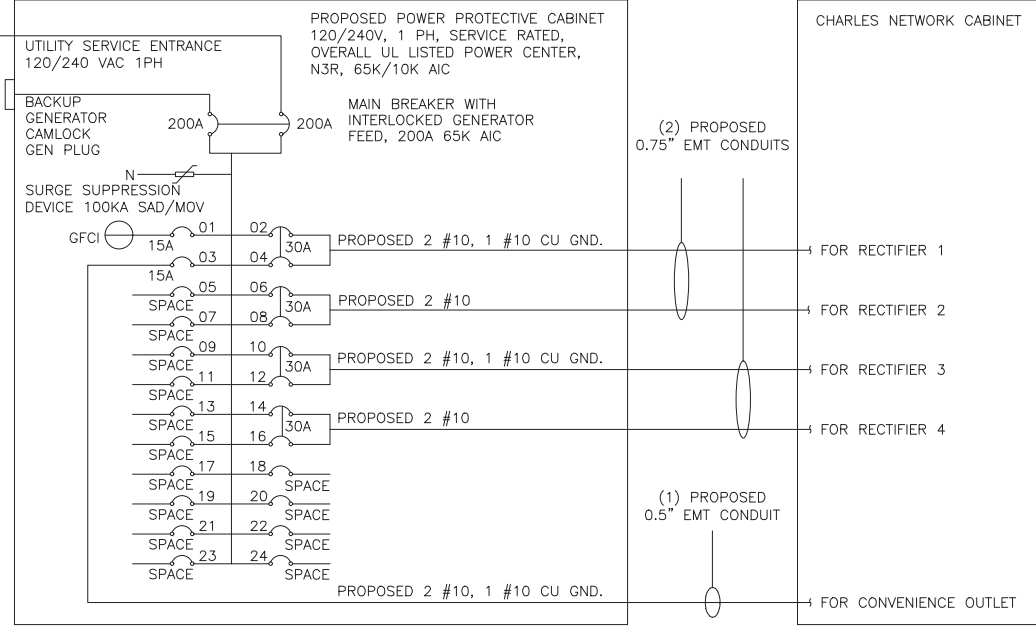 PROPOSED POWER PROTECTIVE CABINET
120/240V, 1 PH, SERVICE RATED,
OVERALL UL LISTED POWER CENTER,
N3R, 65K/10K AIC
CHARLES NETWORK CABINET
UTILITY SERVICE ENTRANCE
120/240 VAC 1PH
BACKUP
GENERATOR
CAMLOCK
GEN PLUG
200A
200A
MAIN BREAKER WITH
INTERLOCKED GENERATOR
FEED, 200A 65K AIC
(2) PROPOSED
0.75" EMT CONDUITS
N
SURGE SUPPRESSION
DEVICE 100KA SAD/MOV
GFCI
15A
01
02
30A
PROPOSED 2 #10, 1 #10 CU GND.
FOR RECTIFIER 1
15A
03
04
SPACE
05
06
30A
PROPOSED 2 #10
FOR RECTIFIER 2
SPACE
07
08
SPACE
09
10
30A
PROPOSED 2 #10, 1 #10 CU GND.
FOR RECTIFIER 3
SPACE
11
12
SPACE
13
14
30A
PROPOSED 2 #10
FOR RECTIFIER 4
SPACE
15
16
SPACE
17
18
SPACE
SPACE
19
20
SPACE
SPACE
21
22
SPACE
SPACE
23
24
SPACE
(1) PROPOSED
0.5" EMT CONDUIT
PROPOSED 2 #10, 1 #10 CU GND.
FOR CONVENIENCE OUTLET